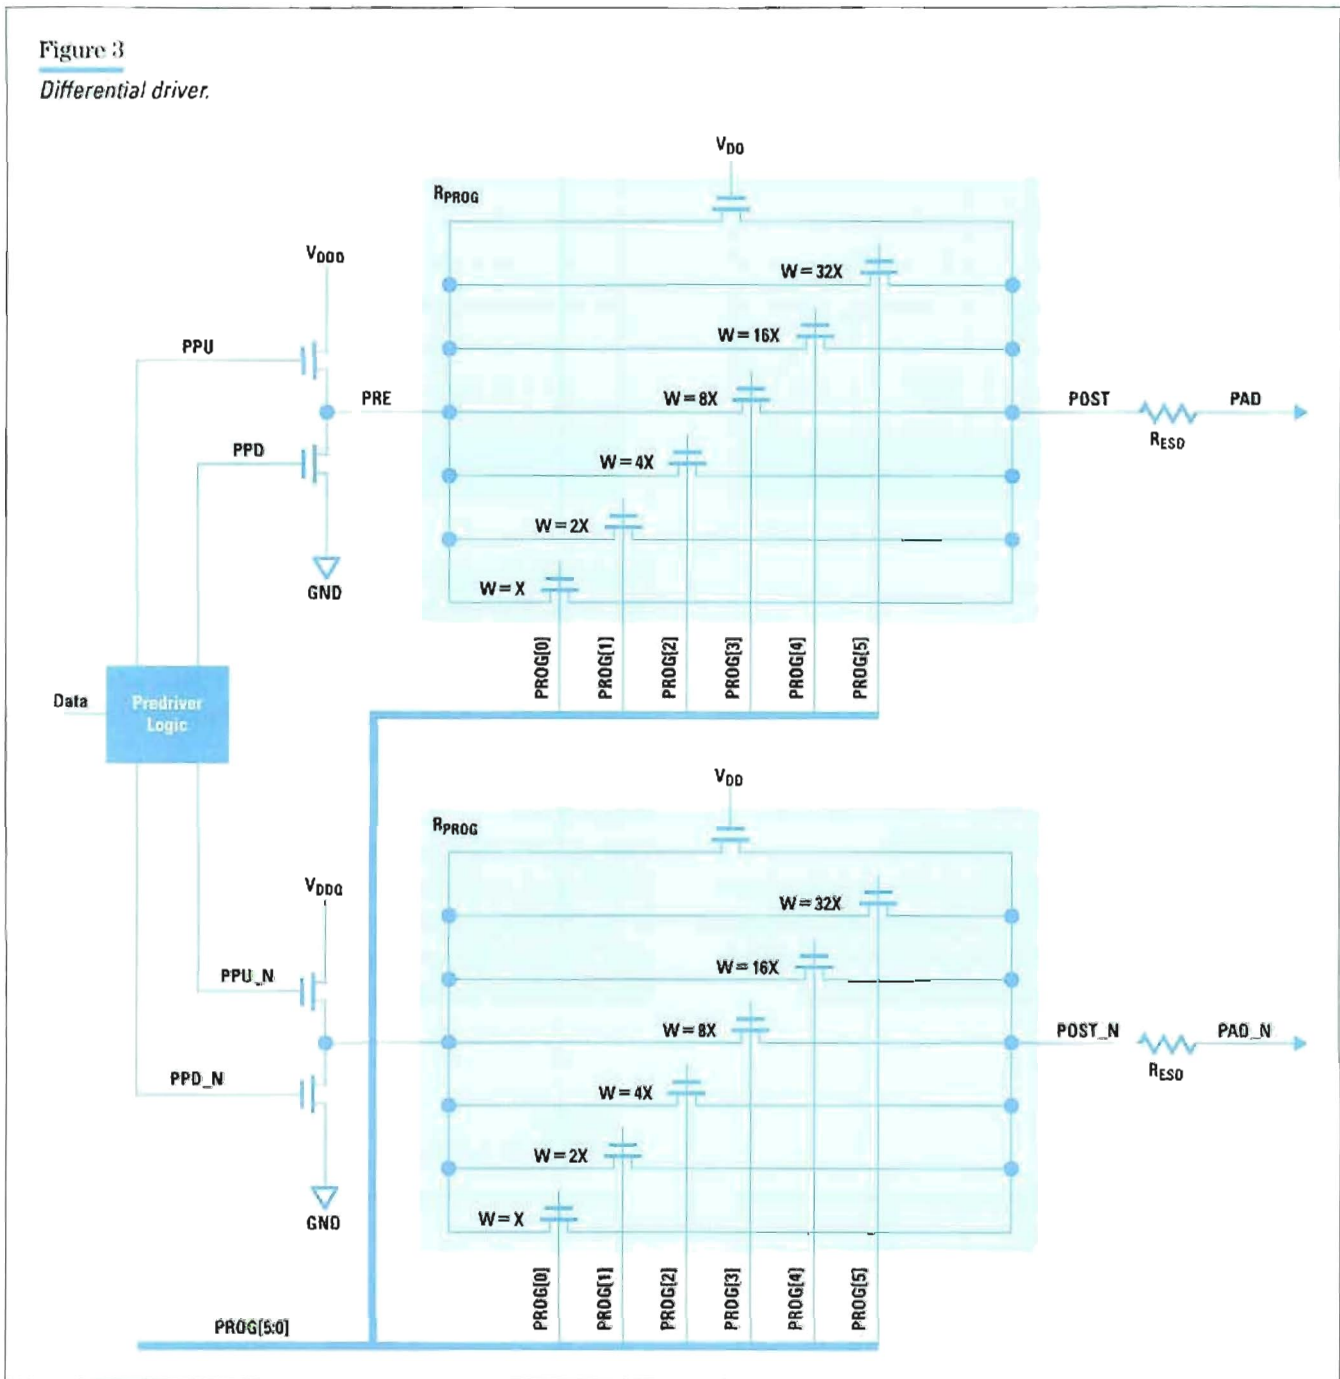 Figure 3
Differential driver.
VDD
RPROG
W = 32X
VDDQ
W = 16X
PPU
W = 8X
PRE
POST
PAD
RESD
PPD
W = 4X
W = 2X
W = X
GND
PROG[0]
PROG[1]
PROG[2]
PROG[3]
PROG[4]
PROG[5]
Data
Predriver
Logic
VDD
RPROG
VDDQ
W = 32X
PPU_N
W = 16X
W = 8X
POST_N
PAD_N
RESD
PPD_N
W = 4X
W = 2X
W = X
GND
PROG[0]
PROG[1]
PROG[2]
PROG[3]
PROG[4]
PROG[5]
PROG[5:0]